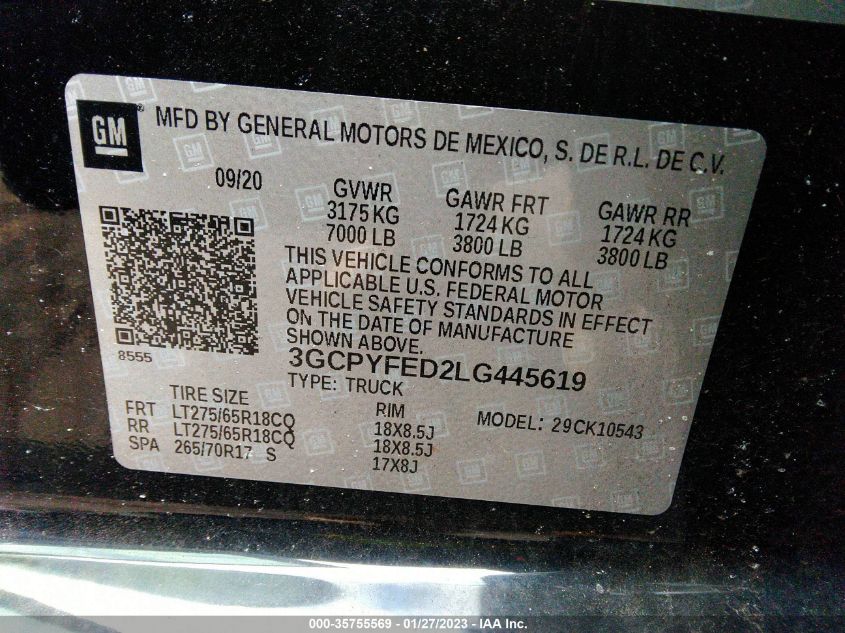 GM
MFD BY GENERAL MOTORS DE MEXICO, S. DE R.L. DE C.V.
09/20
GVWR
3175 KG
7000 LB
GAWR FRT
1724 KG
3800 LB
GAWR RR
1724 KG
3800 LB
THIS VEHICLE CONFORMS TO ALL
APPLICABLE U.S. FEDERAL MOTOR
VEHICLE SAFETY STANDARDS IN EFFECT
ON THE DATE OF MANUFACTURE
SHOWN ABOVE.
8555
3GCPYFED2LG445619
TYPE: TRUCK
TIRE SIZE
RIM
MODEL: 29CK10543
FRT LT275/65R18CQ 18X8.5J
RR LT275/65R18CQ 18X8.5J
SPA 265/70R17 S 17X8J
000-35755569 — 01/27/2023 - IAA Inc.